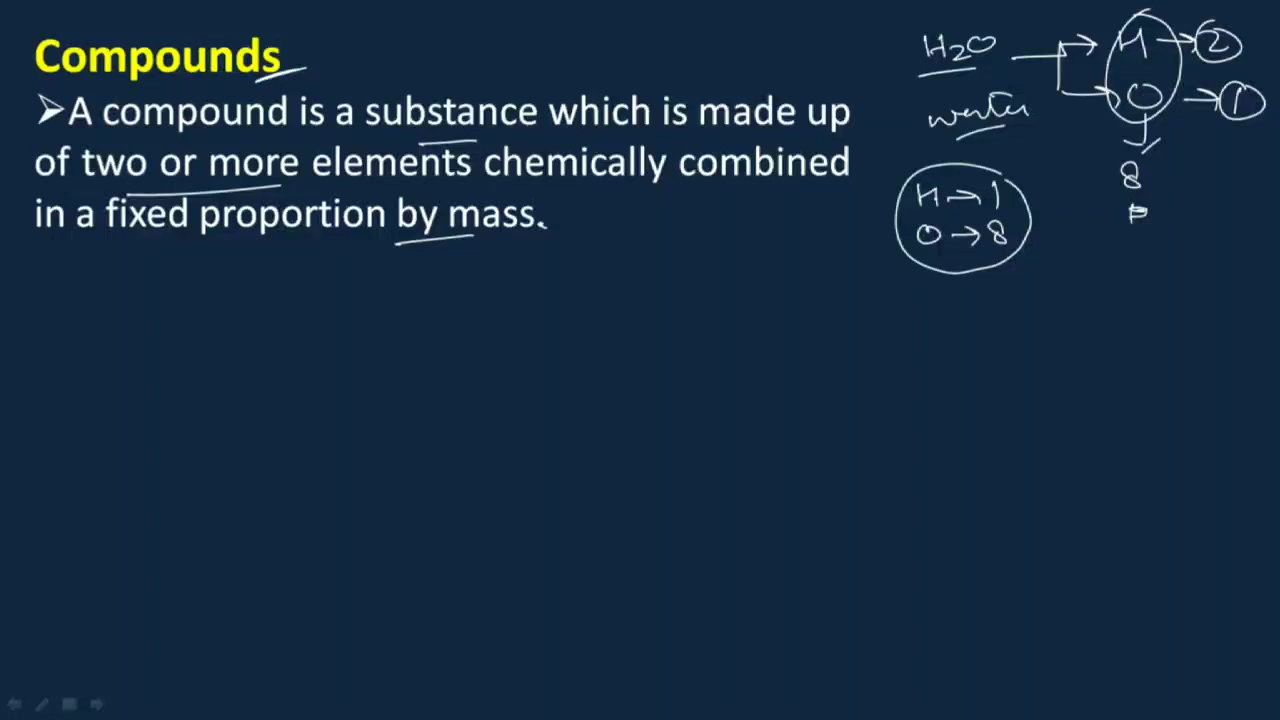 Compounds
➢A compound is a substance which is made up
of two or more elements chemically combined
in a fixed proportion by mass.
H2O → H → 2
O → 1
water
8
H → 1
O → 8